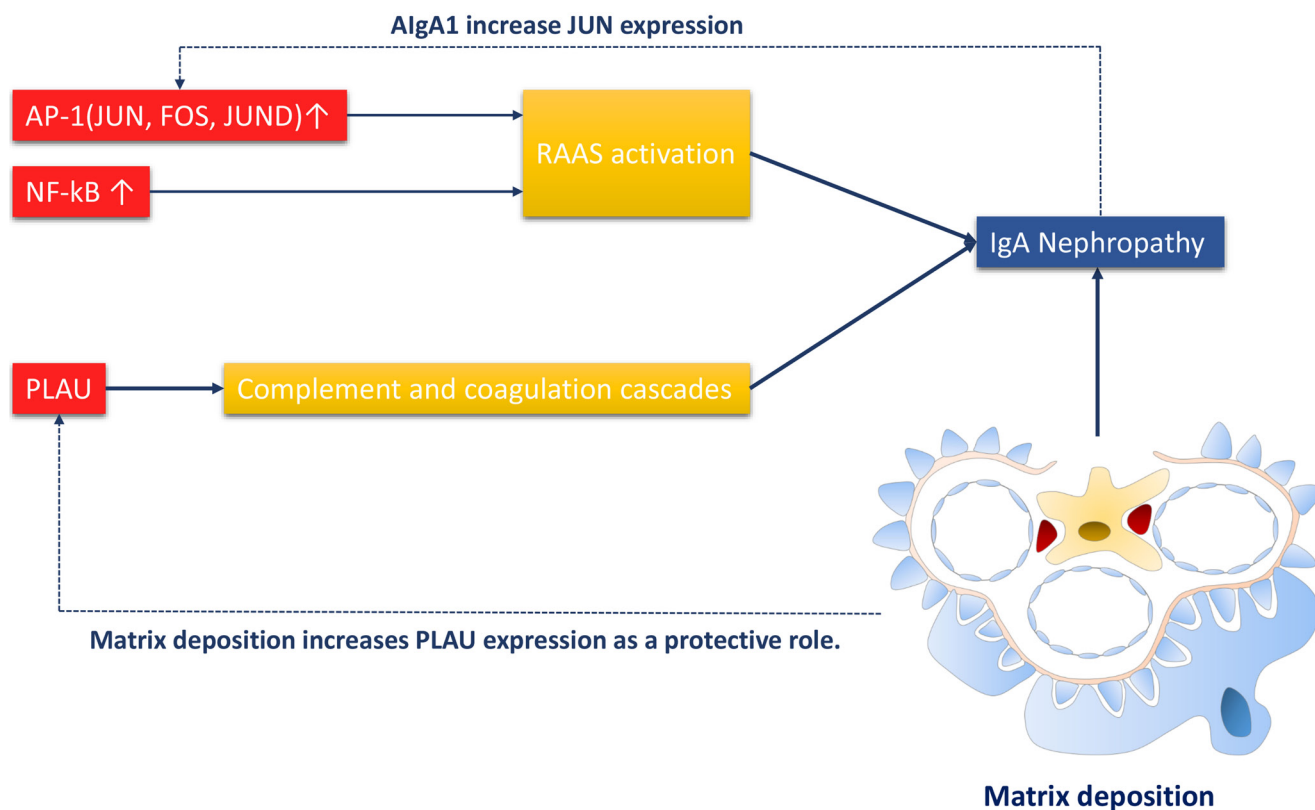 AIgA1 increase JUN expression
AP-1(JUN, FOS, JUND)↑
RAAS activation
NF-kB ↑
IgA Nephropathy
PLAU
Complement and coagulation cascades
Matrix deposition increases PLAU expression as a protective role.
Matrix deposition